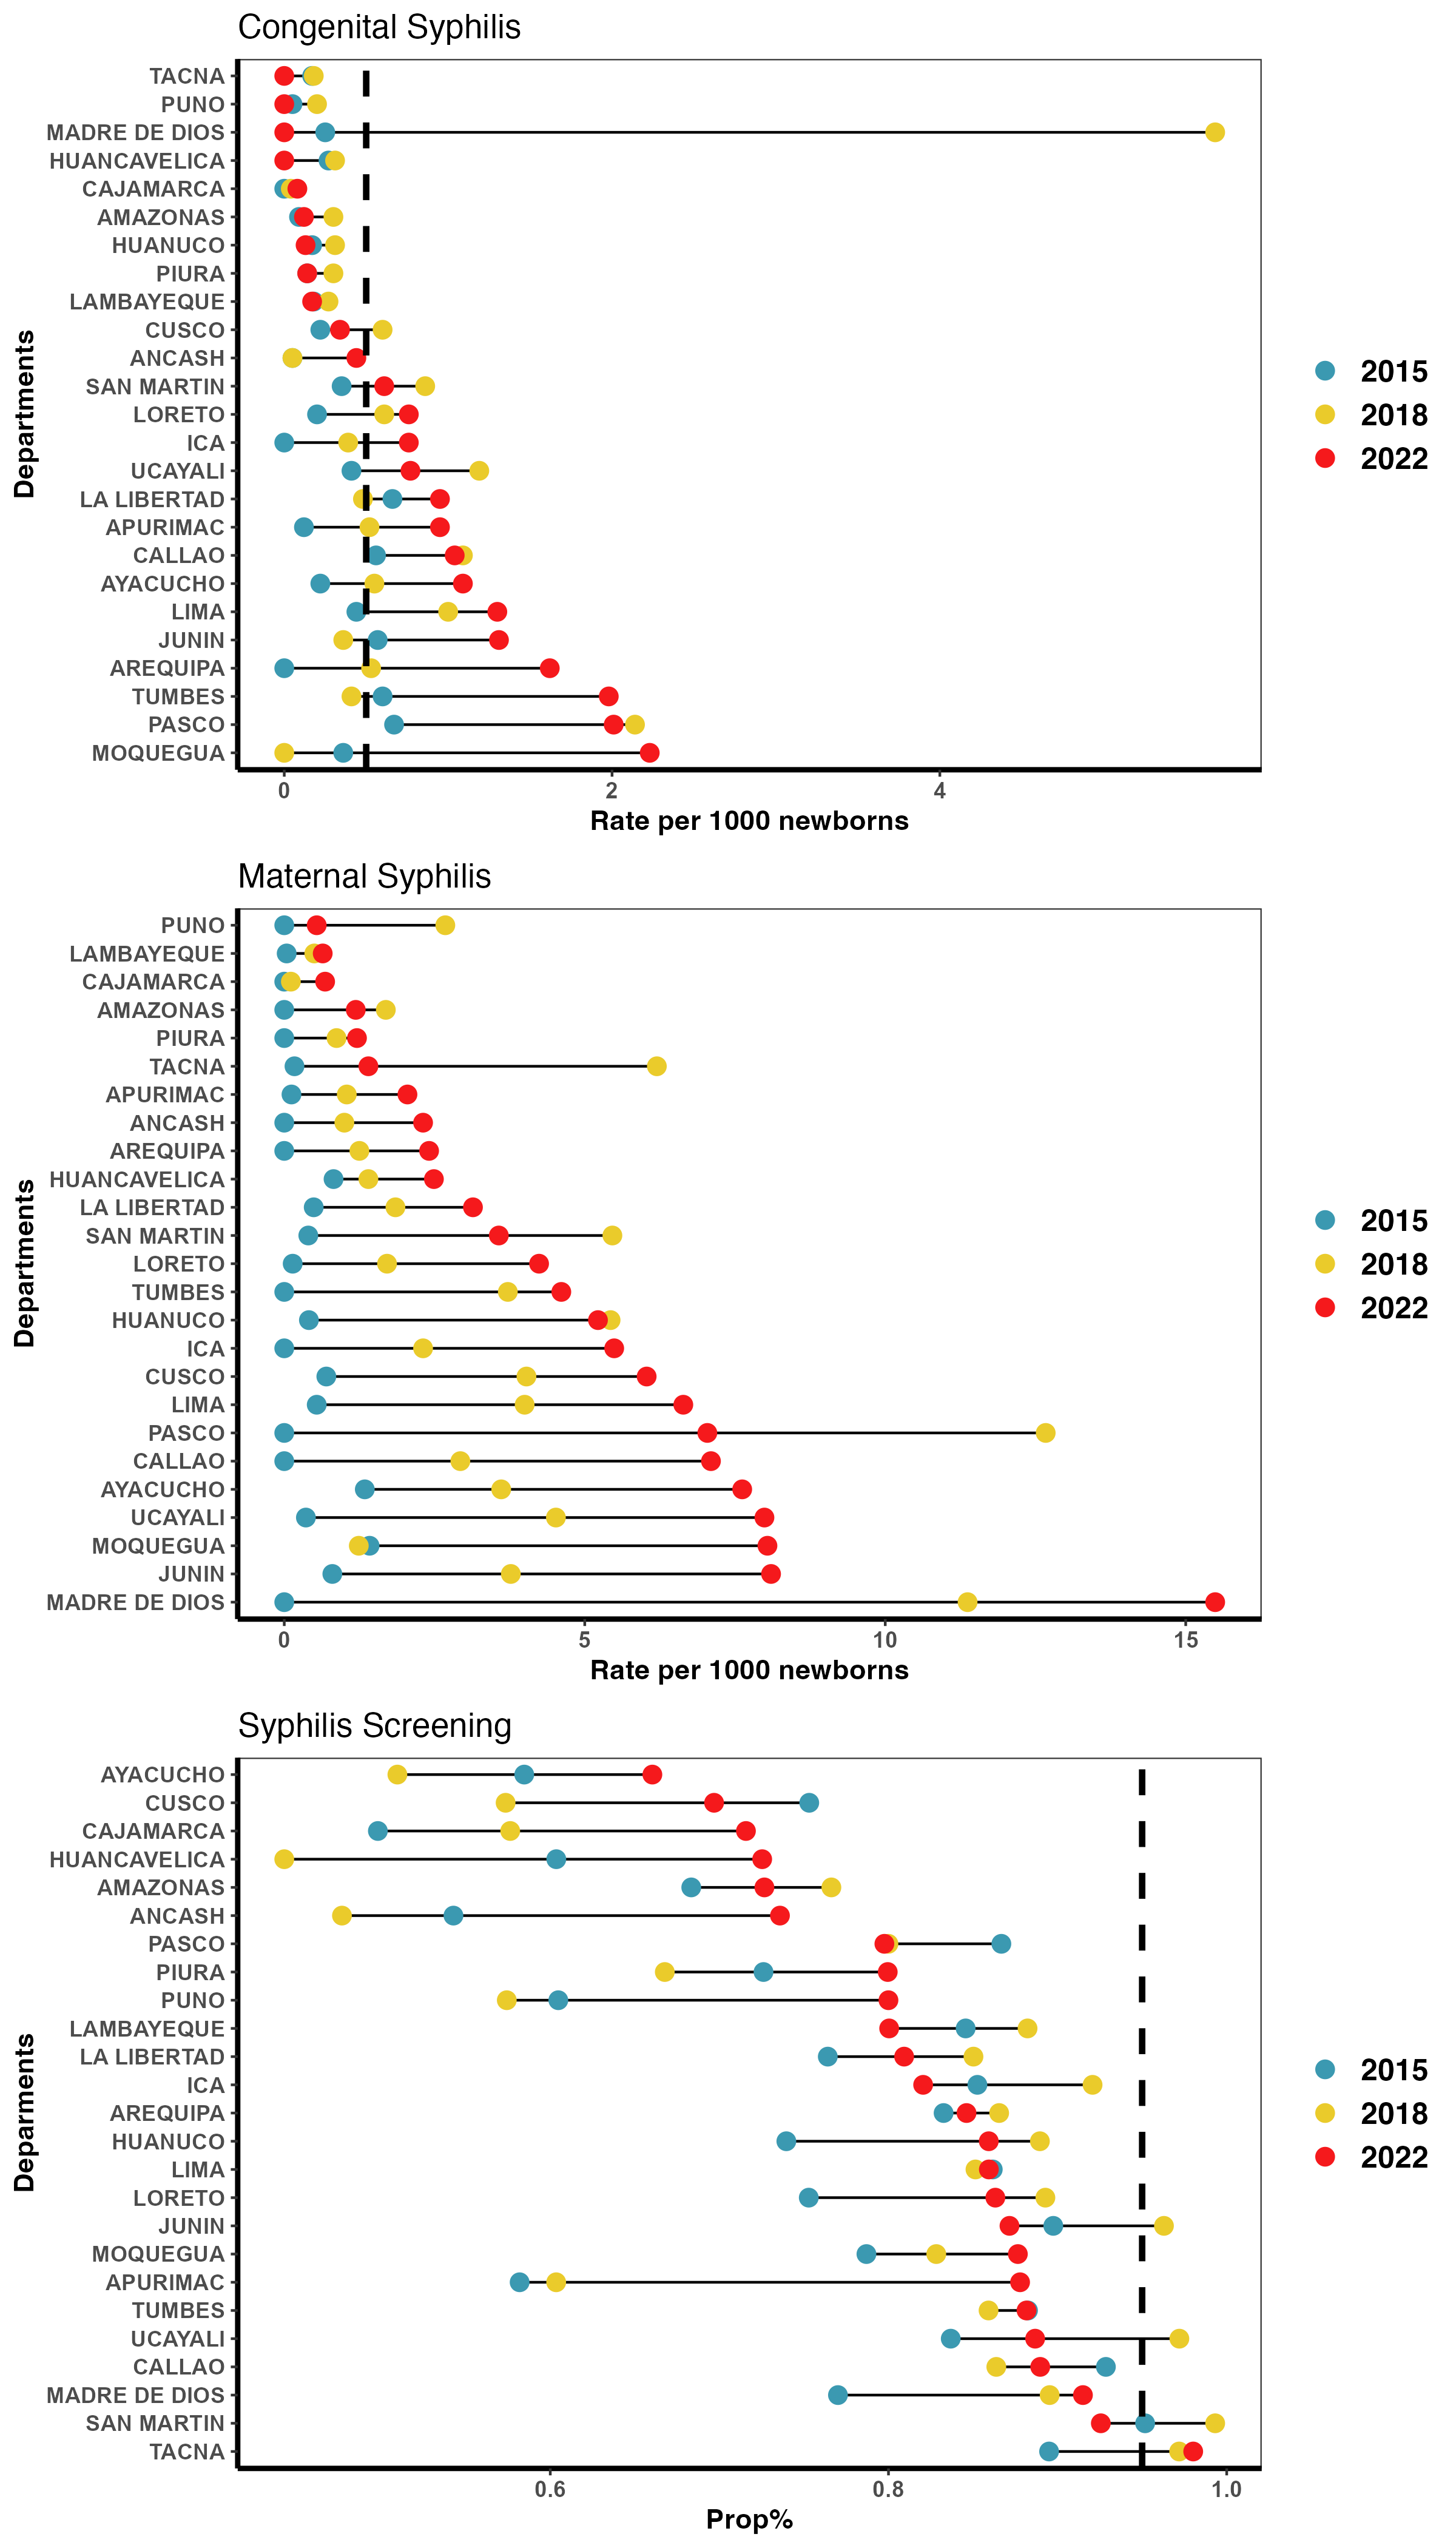 Congenital Syphilis
TACNA
PUNO
MADRE DE DIOS
HUANCAVELICA
CAJAMARCA
AMAZONAS
HUANUCO
PIURA
LAMBAYEQUE
CUSCO
ANCASH
SAN MARTIN
LORETO
ICA
UCAYALI
LA LIBERTAD
APURIMAC
CALLAO
AYACUCHO
LIMA
JUNIN
AREQUIPA
TUMBES
PASCO
MOQUEGUA
Departments
0 2 4
Rate per 1000 newborns
2015
2018
2022
Maternal Syphilis
PUNO
LAMBAYEQUE
CAJAMARCA
AMAZONAS
PIURA
TACNA
APURIMAC
ANCASH
AREQUIPA
HUANCAVELICA
LA LIBERTAD
SAN MARTIN
LORETO
TUMBES
HUANUCO
ICA
CUSCO
LIMA
PASCO
CALLAO
AYACUCHO
UCAYALI
MOQUEGUA
JUNIN
MADRE DE DIOS
Departments
0 5 10 15
Rate per 1000 newborns
2015
2018
2022
Syphilis Screening
AYACUCHO
CUSCO
CAJAMARCA
HUANCAVELICA
AMAZONAS
ANCASH
PASCO
PIURA
PUNO
LAMBAYEQUE
LA LIBERTAD
ICA
AREQUIPA
HUANUCO
LIMA
LORETO
JUNIN
MOQUEGUA
APURIMAC
TUMBES
UCAYALI
CALLAO
MADRE DE DIOS
SAN MARTIN
TACNA
Deparments
0.6 0.8 1.0
Prop%
2015
2018
2022